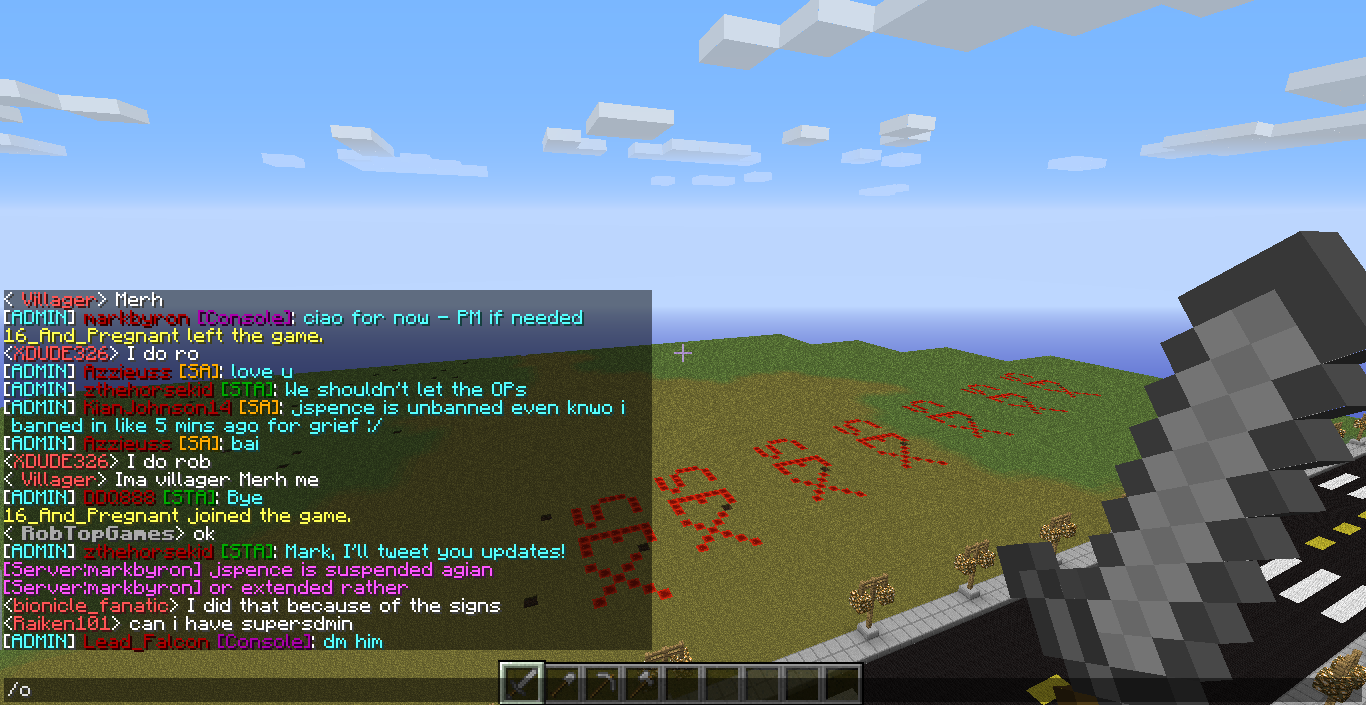 < Villager> Merh
[ADMIN] markbyron [Console]: ciao for now - PM if needed
16_And_Pregnant left the game.
<XDUDE326> I do ro
[ADMIN] Azzieuss [SA]: love u
[ADMIN] zthehorsekid [STA]: We shouldn't let the OPs
[ADMIN] KianJohnson14 [SA]: jspence is unbanned even knwo i
banned in like 5 mins ago for grief :/
[ADMIN] Azzieuss [SA]: bai
<XDUDE326> I do rob
< Villager> Ima villager Merh me
[ADMIN] DDO888 [STA]: Bye
16_And_Pregnant joined the game.
< RobTopGames> ok
[ADMIN] zthehorsekid [STA]: Mark, I'll tweet you updates!
[Server:markbyron] jspence is suspended agian
[Server:markbyron] or extended rather
<bionicle_fanatic> I did that because of the signs
<Raiken101> can i have supersdmin
[ADMIN] Lead_Falcon [Console]: dm him
/o
SEX
SEX
SEX
SEX
SEX
SEX
SEX